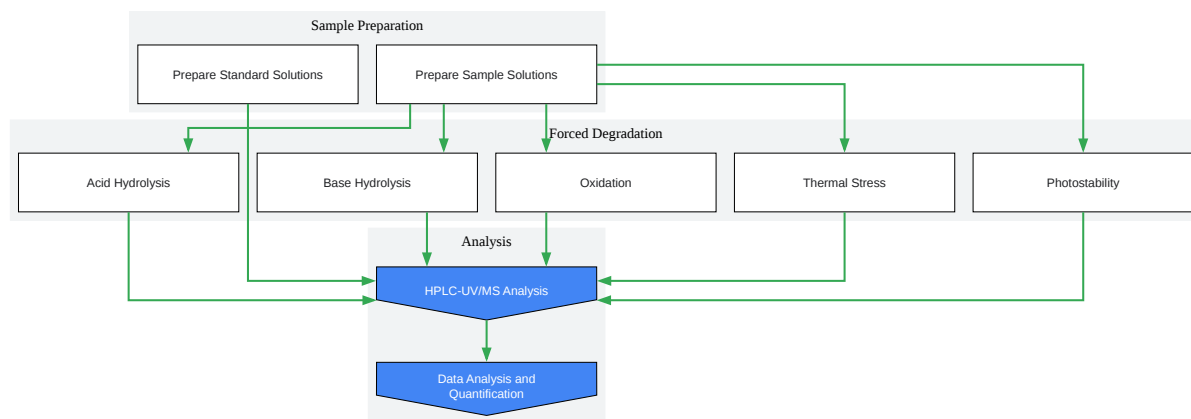 Sample Preparation
Prepare Standard Solutions
Prepare Sample Solutions
Forced Degradation
Acid Hydrolysis
Base Hydrolysis
Oxidation
Thermal Stress
Photostability
Analysis
HPLC-UV/MS Analysis
Data Analysis and
Quantification